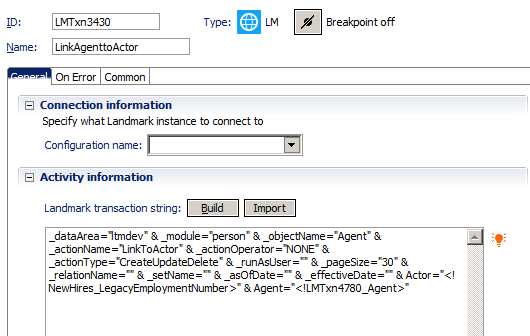 ID: LMTxn3430 Type: LM Breakpoint off
Name: LinkAgenttoActor
General On Error Common
Connection information
Specify what Landmark instance to connect to
Configuration name:
Activity information
Landmark transaction string: Build Import
_dataArea="ltmdev" & _module="person" & _objectName="Agent" &
_actionName="LinkToActor" & _actionOperator="NONE" &
_actionType="CreateUpdateDelete" & _runAsUser="" & _pageSize="30" &
_relationName="" & _setName="" & _asOfDate="" & _effectiveDate="" & Actor="<!
NewHires_LegacyEmploymentNumber>" & Agent="<!LMTxn4780_Agent>"